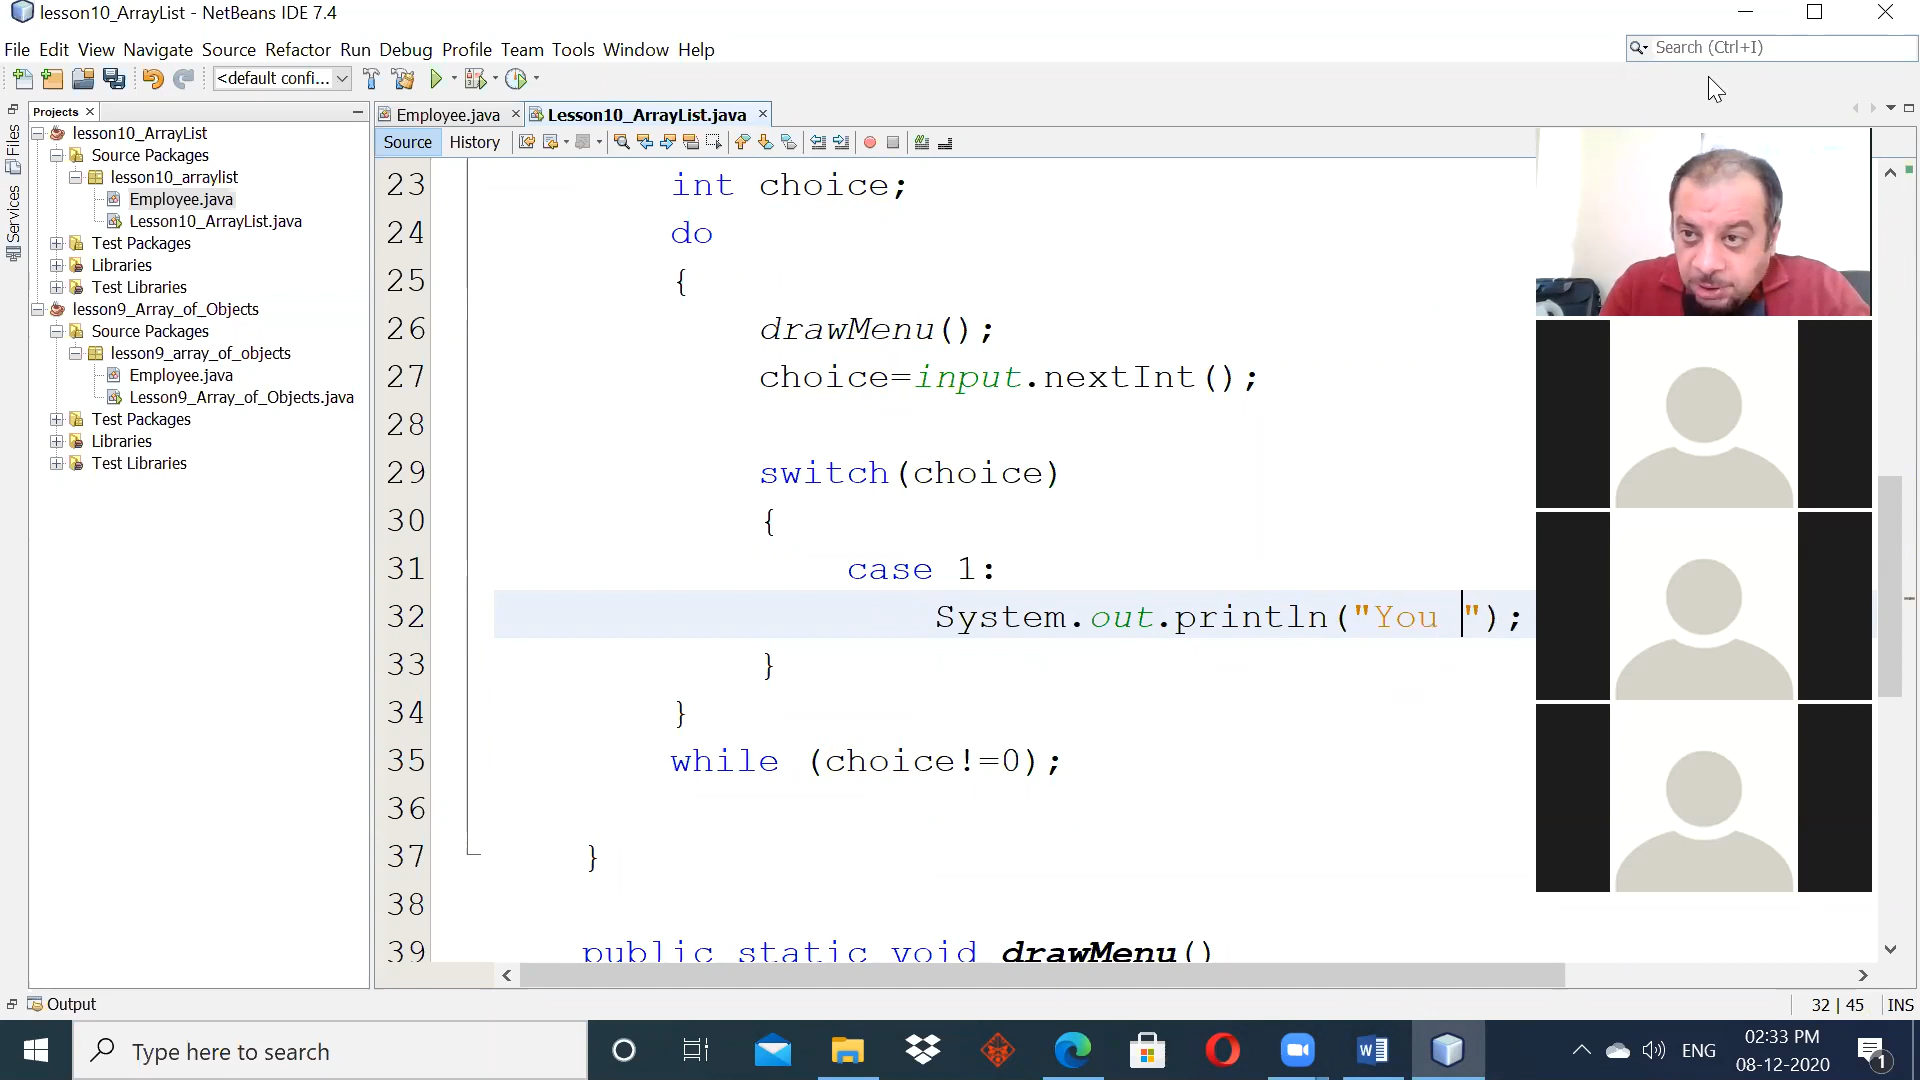 lesson10_ArrayList - NetBeans IDE 7.4
File Edit View Navigate Source Refactor Run Debug Profile Team Tools Window Help
Search (Ctrl+I)
<default confi...
Projects
Files
Services
lesson10_ArrayList
Source Packages
lesson10_arraylist
Employee.java
Lesson10_ArrayList.java
Test Packages
Libraries
Test Libraries
lesson9_Array_of_Objects
Source Packages
lesson9_array_of_objects
Employee.java
Lesson9_Array_of_Objects.java
Test Packages
Libraries
Test Libraries
Employee.java Lesson10_ArrayList.java
Source History
23 int choice;
24 do
25 {
26 drawMenu();
27 choice=input.nextInt();
28
29 switch(choice)
30 {
31 case 1:
32 System.out.println("You ");
33 }
34 }
35 while (choice!=0);
36
37 }
38
39 public static void drawMenu()
Output
32 | 45 INS
Type here to search
ENG
02:33 PM
08-12-2020
1